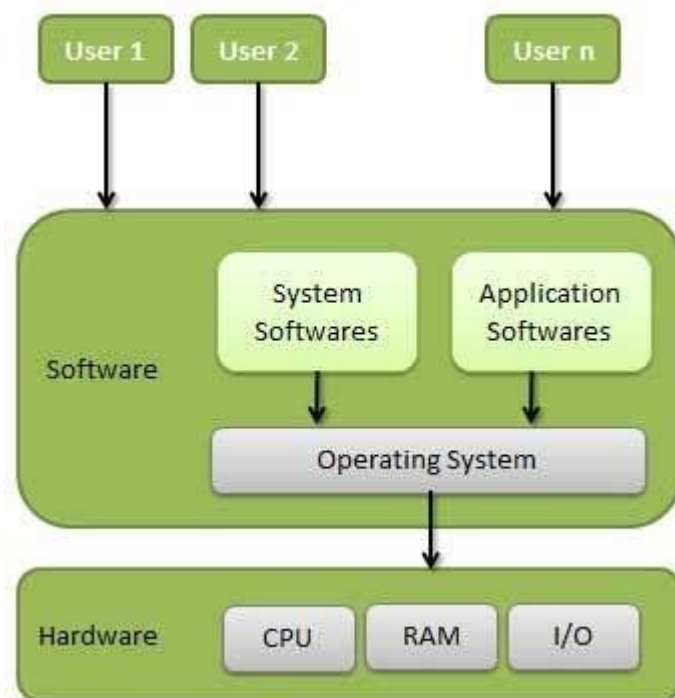 User 1
User 2
User n
System
Softwares
Application
Softwares
Software
Operating System
Hardware
CPU
RAM
I/O